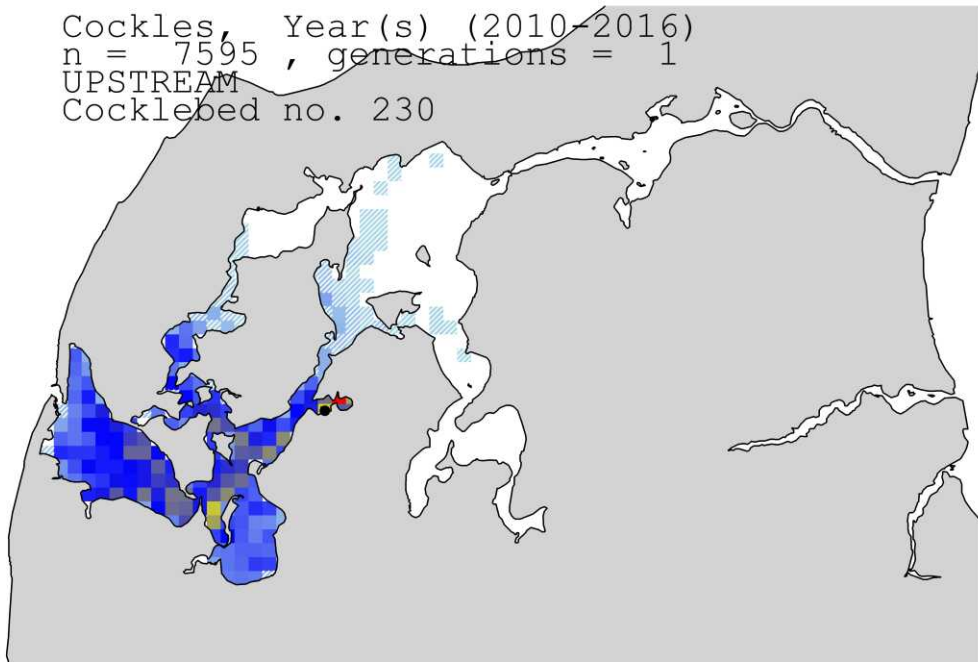 Cockles, Year(s) (2010-2016)
n = 7595 , generations = 1
UPSTREAM
Cocklebed no. 230